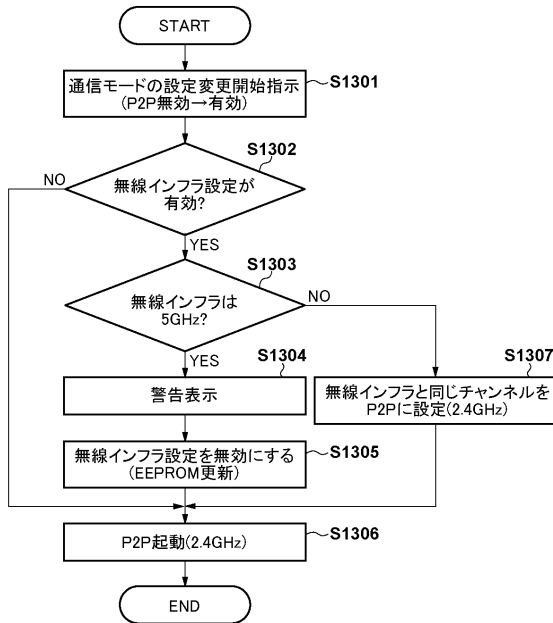 START
通信モードの設定変更開始指示
(P2P無効→有効)
S1301
S1302
無線インフラ設定が
有効?
NO
YES
S1303
無線インフラは
5GHz?
NO
YES
S1304
警告表示
S1307
無線インフラと同じチャンネルを
P2Pに設定(2.4GHz)
無線インフラ設定を無効にする
(EEPROM更新)
S1305
P2P起動(2.4GHz)
S1306
END